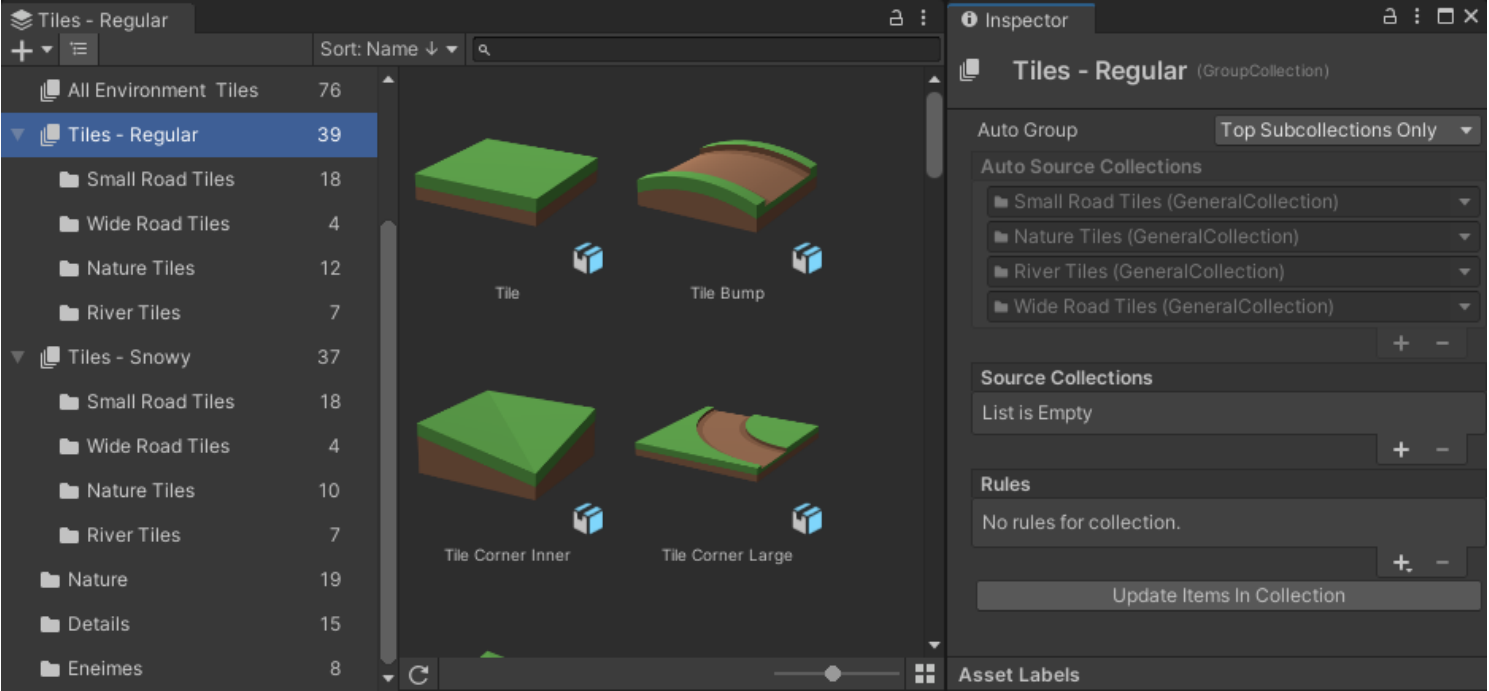 Tiles - Regular
Sort: Name
All Environment Tiles 76
Tiles - Regular 39
Small Road Tiles 18
Wide Road Tiles 4
Nature Tiles 12
River Tiles 7
Tiles - Snowy 37
Small Road Tiles 18
Wide Road Tiles 4
Nature Tiles 10
River Tiles 7
Nature 19
Details 15
Eneimes 8
Tile
Tile Bump
Tile Corner Inner
Tile Corner Large
Inspector
Tiles - Regular (GroupCollection)
Auto Group Top Subcollections Only
Auto Source Collections
Small Road Tiles (GeneralCollection)
Nature Tiles (GeneralCollection)
River Tiles (GeneralCollection)
Wide Road Tiles (GeneralCollection)
Source Collections
List is Empty
Rules
No rules for collection.
Update Items In Collection
Asset Labels